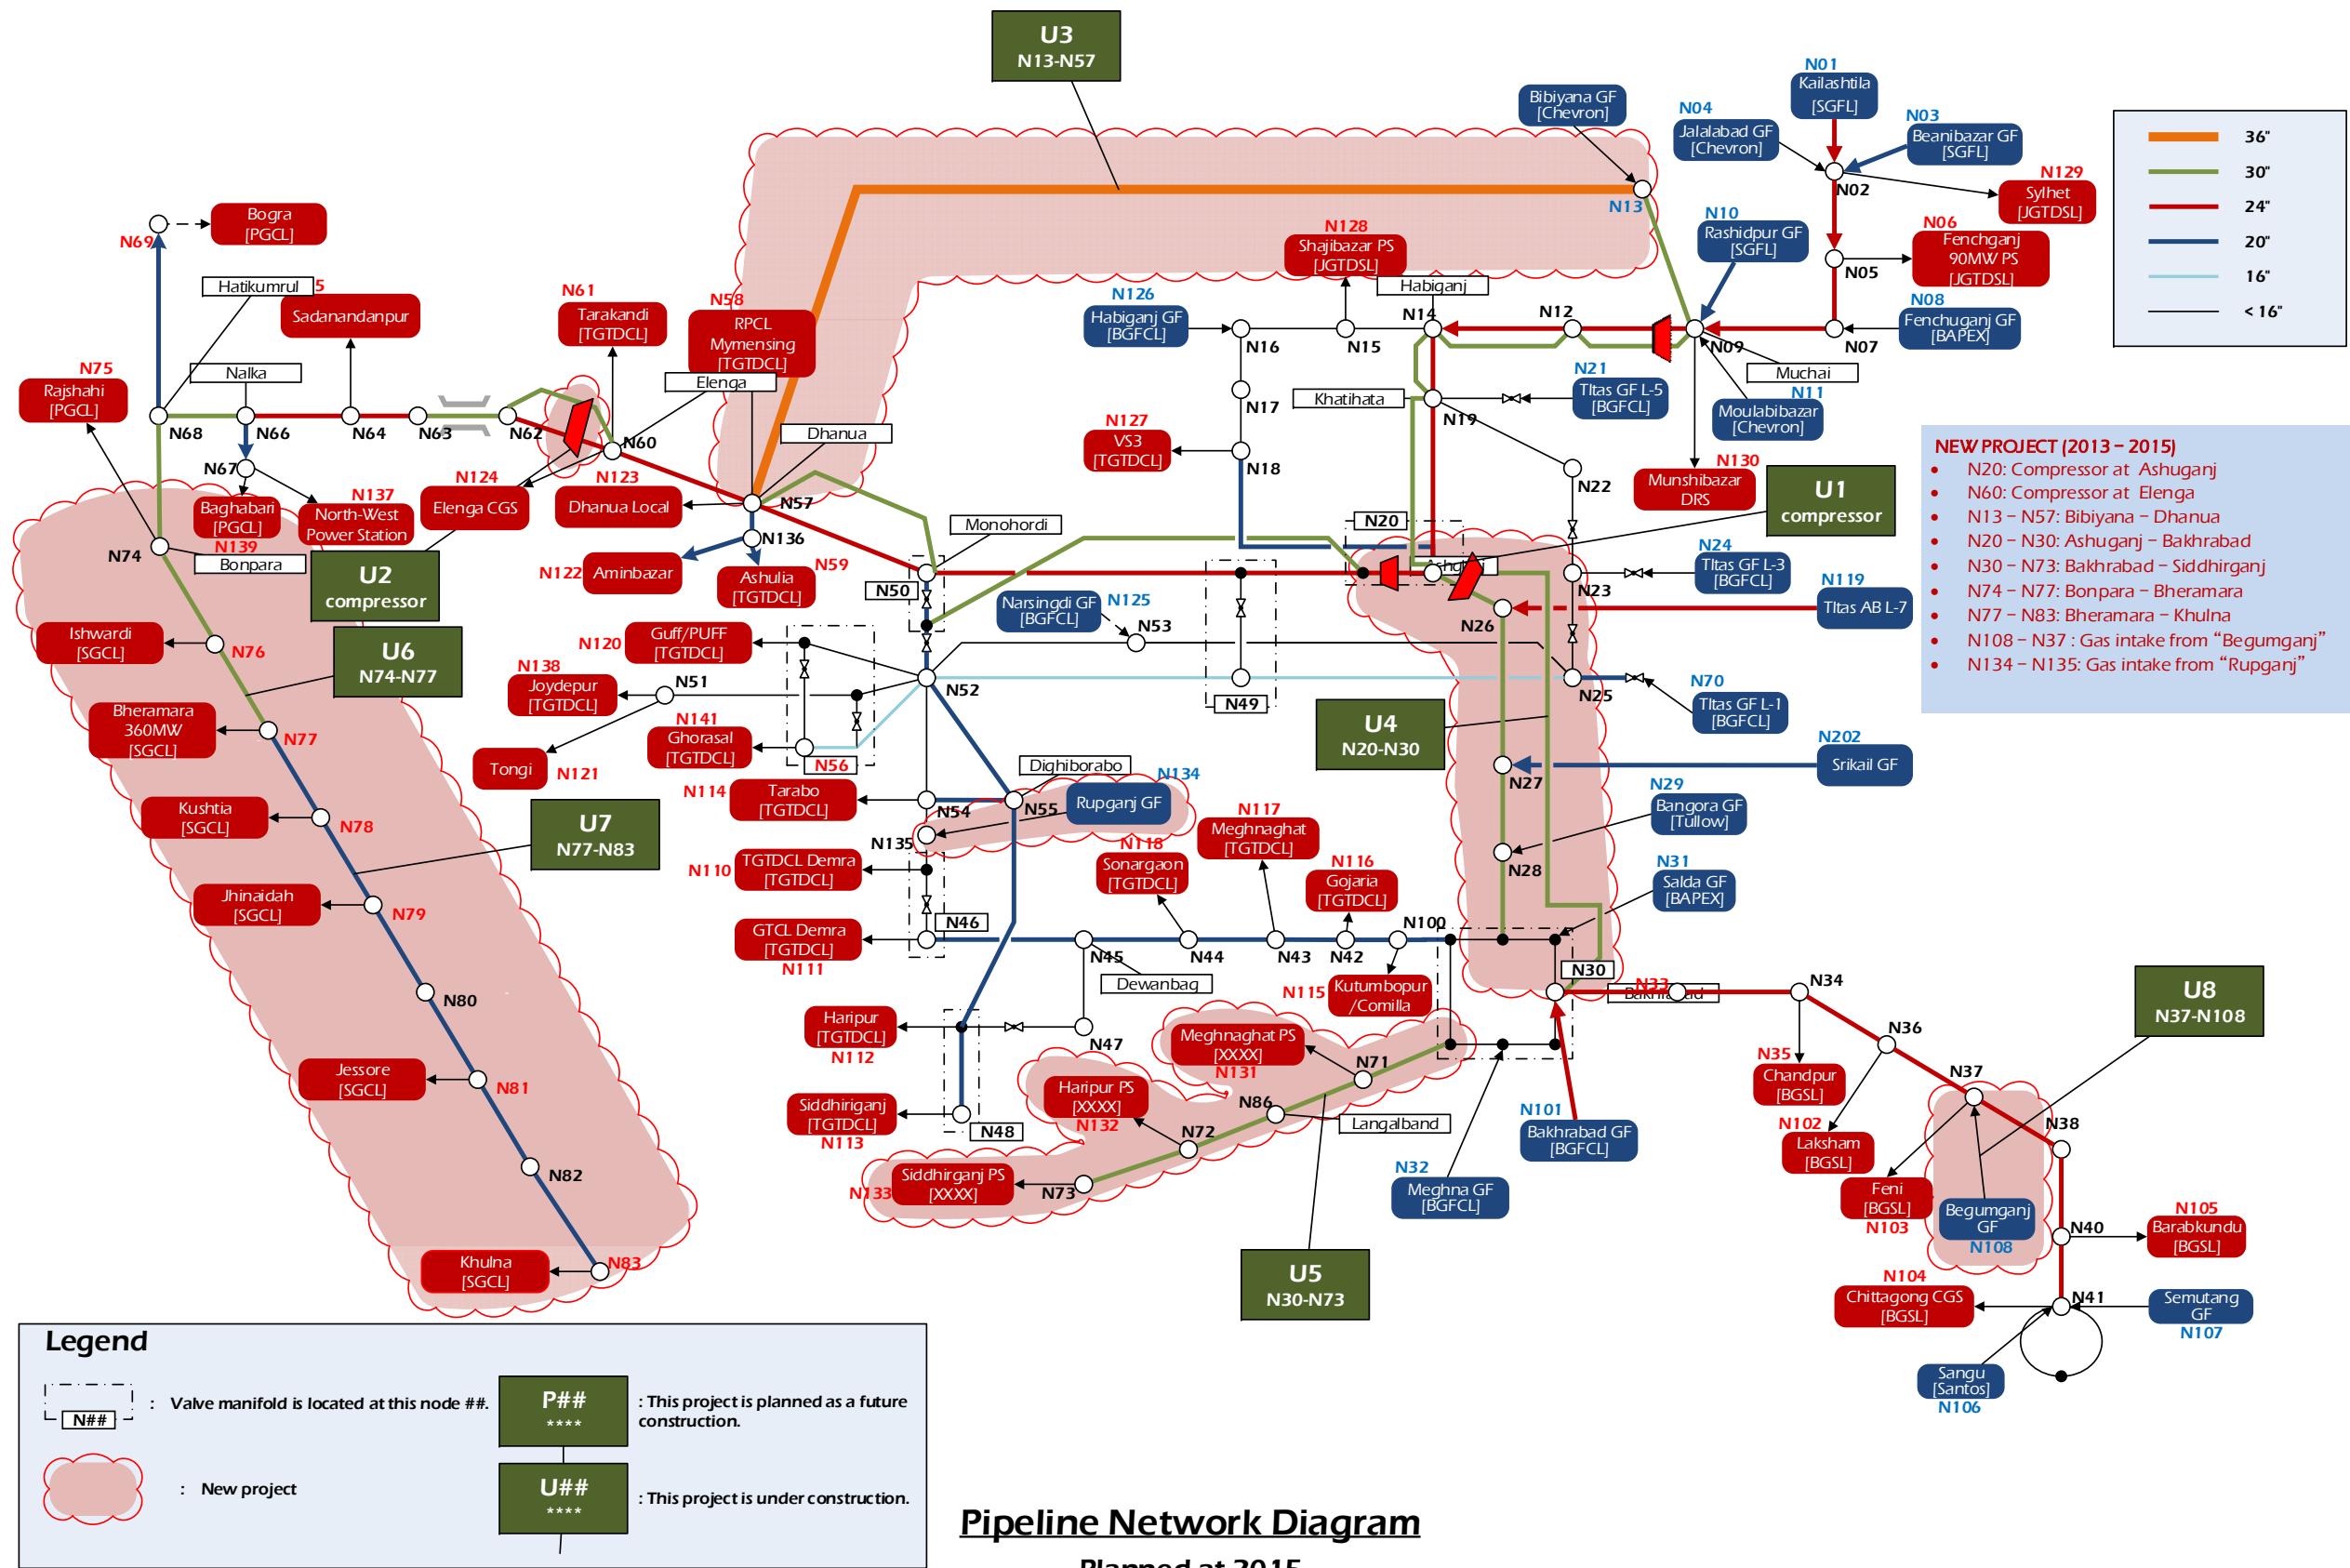 U3
N13-N57
N01
Kailashtila
[SGFL]
Bibiyana GF
[Chevron]
N04
Jalalabad GF
[Chevron]
N03
Beanibazar GF
[SGFL]
N02
N129
Sylhet
[JGTDSL]
36"
30"
24"
20"
16"
< 16"
N13
N10
Rashidpur GF
[SGFL]
N06
Fenchganj
90MW PS
[JGTDSL]
N05
N69
Bogra
[PGCL]
N128
Shajibazar PS
[JGTDSL]
Hatikumrul
5
Sadanandanpur
N61
Tarakandi
[TGTDCL]
N58
RPCL
Mymensing
[TGTDCL]
Elenga
N126
Habiganj GF
[BGFCL]
Habiganj
N14
N12
N08
Fenchuganj GF
[BAPEX]
N16
N15
N09
N07
N75
Rajshahi
[PGCL]
Nalka
N21
TItas GF L-5
[BGFCL]
Muchai
N11
Moulabibazar
[Chevron]
Khatihata
N17
N19
N68
N66
N64
N63
N62
N60
Dhanua
N127
VS3
[TGTDCL]
N18
N67
N22
N130
Munshibazar
DRS
U1
compressor
NEW PROJECT (2013 – 2015)
• N20: Compressor at Ashuganj
• N60: Compressor at Elenga
• N13 – N57: Bibiyana – Dhanua
• N20 – N30: Ashuganj – Bakhrabad
• N30 – N73: Bakhrabad – Siddhirganj
• N74 – N77: Bonpara – Bheramara
• N77 – N83: Bheramara – Khulna
• N108 – N37 : Gas intake from “Begumganj”
• N134 – N135: Gas intake from “Rupganj”
Baghabari
[PGCL]
N139
N137
North-West
Power Station
N124
Elenga CGS
N123
Dhanua Local
N57
Monohordi
N20
N74
Bonpara
N136
N122
Aminbazar
Ashulia
[TGTDCL]
N59
U2
compressor
N50
Narsingdi GF
[BGFCL]
N125
N53
N23
N24
TItas GF L-3
[BGFCL]
N119
TItas AB L-7
N26
Ishwardi
[SGCL]
N76
U6
N74-N77
N120
Guff/PUFF
[TGTDCL]
N138
Joydepur
[TGTDCL]
N51
N52
N49
N25
N70
TItas GF L-1
[BGFCL]
Bheramara
360MW
[SGCL]
N77
N141
Ghorasal
[TGTDCL]
N56
U4
N20-N30
Tongi
N121
N202
Srikail GF
N27
Dighiborabo
N134
Rupganj GF
N114
Tarabo
[TGTDCL]
N54
N55
N29
Bangora GF
[Tullow]
Kushtia
[SGCL]
N78
U7
N77-N83
N135
N117
Meghnaghat
[TGTDCL]
N28
N110
TGTDCL Demra
[TGTDCL]
N118
Sonargaon
[TGTDCL]
N116
Gojaria
[TGTDCL]
N31
Salda GF
[BAPEX]
Jhinaidah
[SGCL]
N79
GTCL Demra
[TGTDCL]
N111
N46
N45
N44
N43
N42
N100
N30
Dewanbag
N115
Kutumbopur
/Comilla
N33
N34
N80
U8
N37-N108
Haripur
[TGTDCL]
N112
N47
Meghnaghat PS
[XXXX]
N131
N71
N36
N35
Chandpur
[BGSL]
N37
Jessore
[SGCL]
N81
Haripur PS
[XXXX]
N132
N86
Siddhiriganj
[TGTDCL]
N113
N48
Langalband
N101
Bakhrabad GF
[BGFCL]
N102
Laksham
[BGSL]
N38
N72
N82
Siddhirganj PS
[XXXX]
N133
N73
N32
Meghna GF
[BGFCL]
Feni
[BGSL]
N103
Begumganj
GF
N108
N105
Barabkundu
[BGSL]
N40
Khulna
[SGCL]
N83
U5
N30-N73
N104
Chittagong CGS
[BGSL]
N41
Semutang
GF
N107
Sangu
[Santos]
N106
Legend
N##
: Valve manifold is located at this node ##.
P##
****
: This project is planned as a future
construction.
: New project
U##
****
: This project is under construction.
Pipeline Network Diagram
Planned at 2015